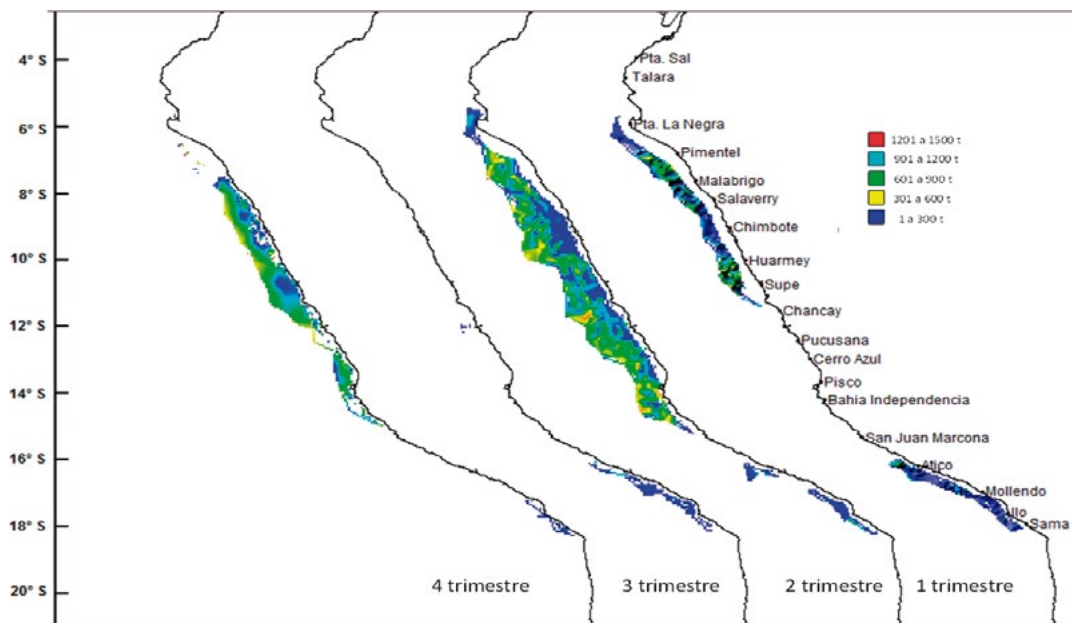 4° S
6° S
8° S
10° S
12° S
14° S
16° S
18° S
20° S
Pta. Sal
Talara
Pta. La Negra
Pimentel
Malabrigo
Salaverry
Chimbote
Huarmey
Supe
Chancay
Pucusana
Cerro Azul
Pisco
Bahia Independencia
San Juan Marcona
Atico
Mollendo
Ilo
Sama
1201 a 1500 t
901 a 1200 t
601 a 900 t
301 a 600 t
1 a 300 t
4 trimestre
3 trimestre
2 trimestre
1 trimestre